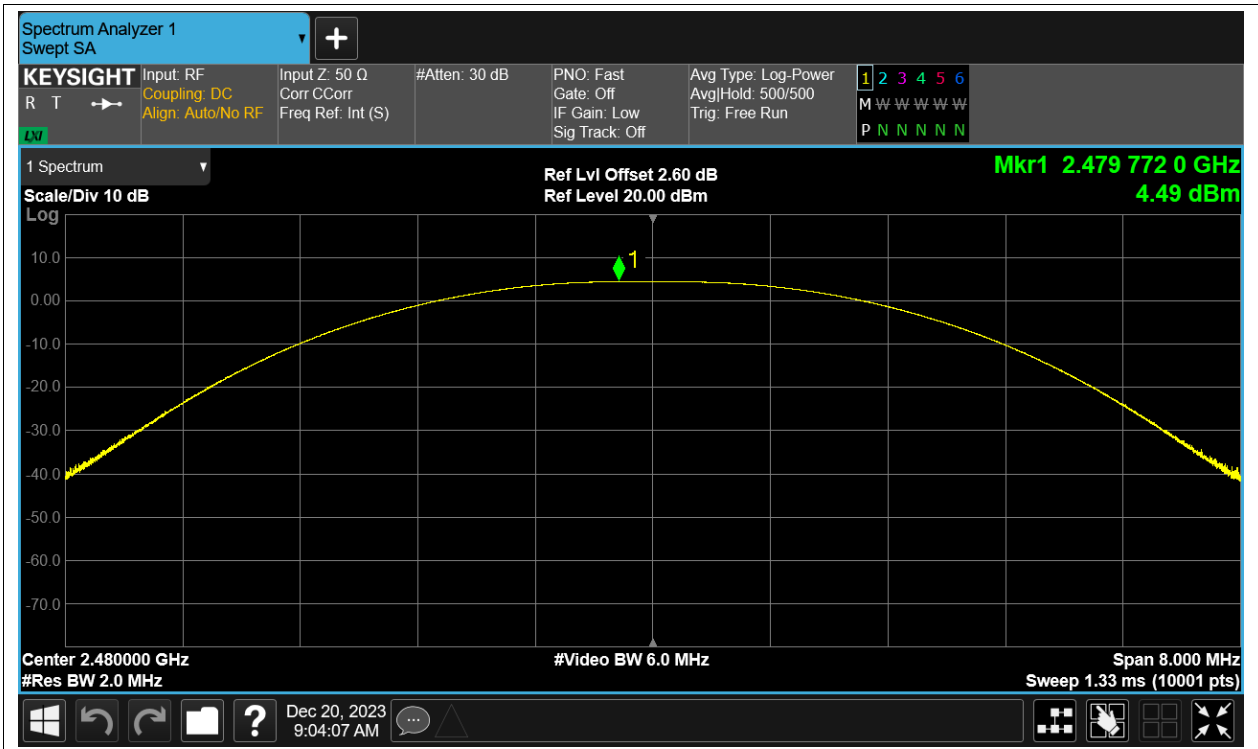 Spectrum Analyzer 1
Swept SA
+
KEYSIGHT
R T
LXI
Input: RF
Coupling: DC
Align: Auto/No RF
Input Z: 50 Ω
Corr CCorr
Freq Ref: Int (S)
#Atten: 30 dB
PNO: Fast
Gate: Off
IF Gain: Low
Sig Track: Off
Avg Type: Log-Power
Avg|Hold: 500/500
Trig: Free Run
1 2 3 4 5 6
M W W W W W
P N N N N N
1 Spectrum
Scale/Div 10 dB
Log
Ref Lvl Offset 2.60 dB
Ref Level 20.00 dBm
Mkr1 2.479 772 0 GHz
4.49 dBm
1
10.0
0.00
-10.0
-20.0
-30.0
-40.0
-50.0
-60.0
-70.0
Center 2.480000 GHz
#Res BW 2.0 MHz
#Video BW 6.0 MHz
Span 8.000 MHz
Sweep 1.33 ms (10001 pts)
?
Dec 20, 2023
9:04:07 AM